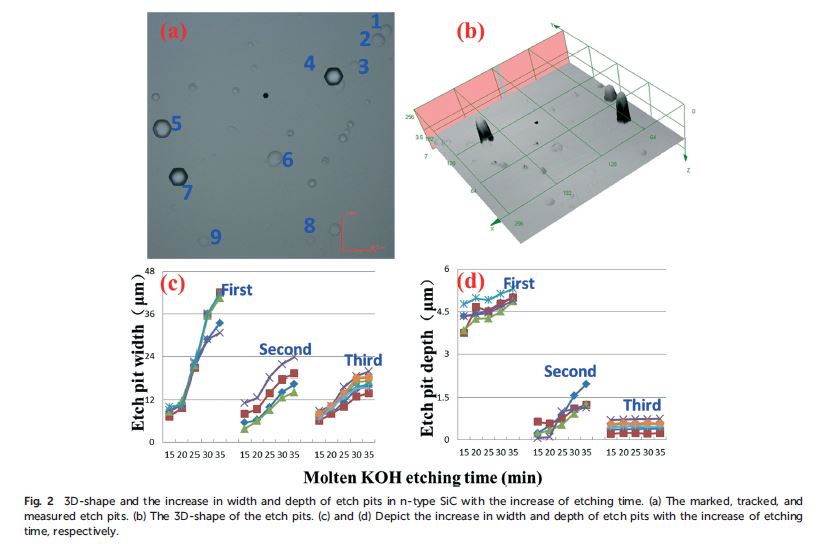 (a)
1
2
3
4
5
6
7
8
9
(b)
Y
256
3.5
7
128
64
X
0
64
128
192
256
Z
(c)
Etch pit width ( μm)
48
36
24
12
0
First
Second
Third
15 20 25 30 35
15 20 25 30 35
15 20 25 30 35
(d)
Etch pit depth ( μm)
6
4.5
3
1.5
0
First
Second
Third
15 20 25 30 35
15 20 25 30 35
15 20 25 30 35
Molten KOH etching time (min)
Fig. 2 3D-shape and the increase in width and depth of etch pits in n-type SiC with the increase of etching time. (a) The marked, tracked, and
measured etch pits. (b) The 3D-shape of the etch pits. (c) and (d) Depict the increase in width and depth of etch pits with the increase of etching
time, respectively.